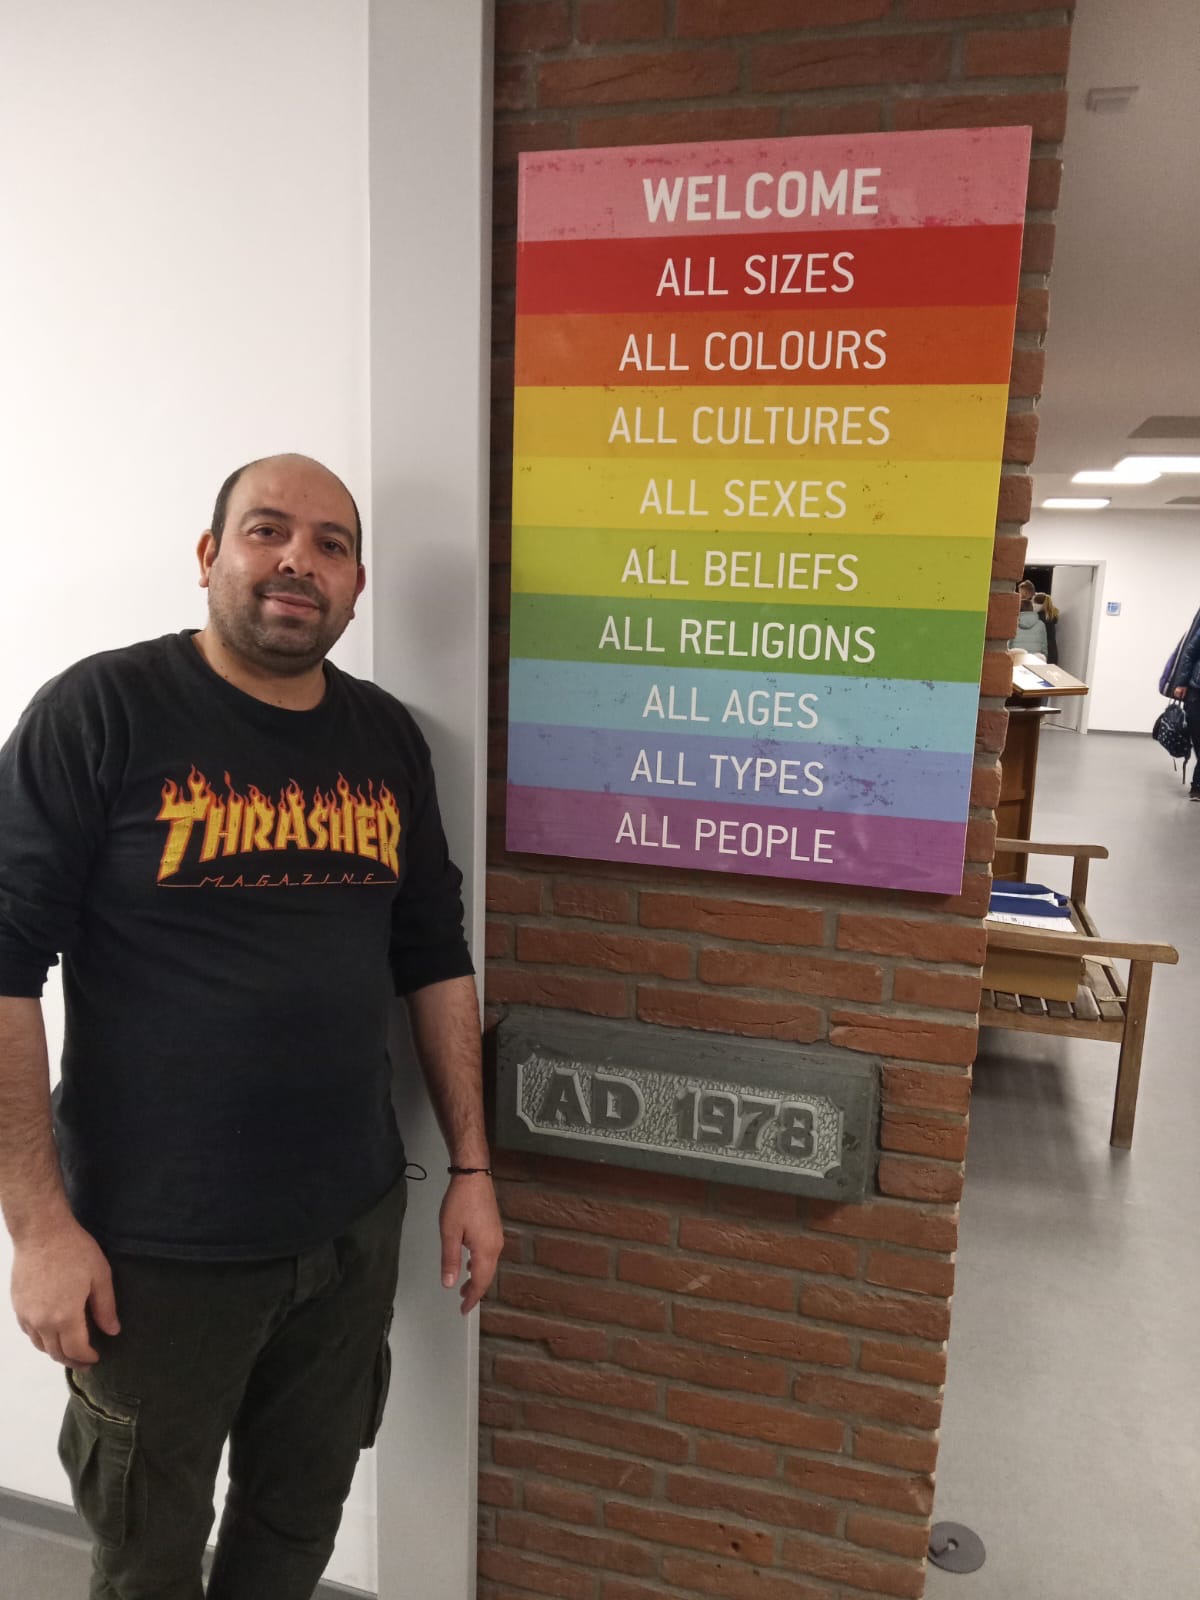 WELCOME
ALL SIZES
ALL COLOURS
ALL CULTURES
ALL SEXES
ALL BELIEFS
ALL RELIGIONS
ALL AGES
ALL TYPES
ALL PEOPLE
THRASHER
MAGAZINE
AD 1978